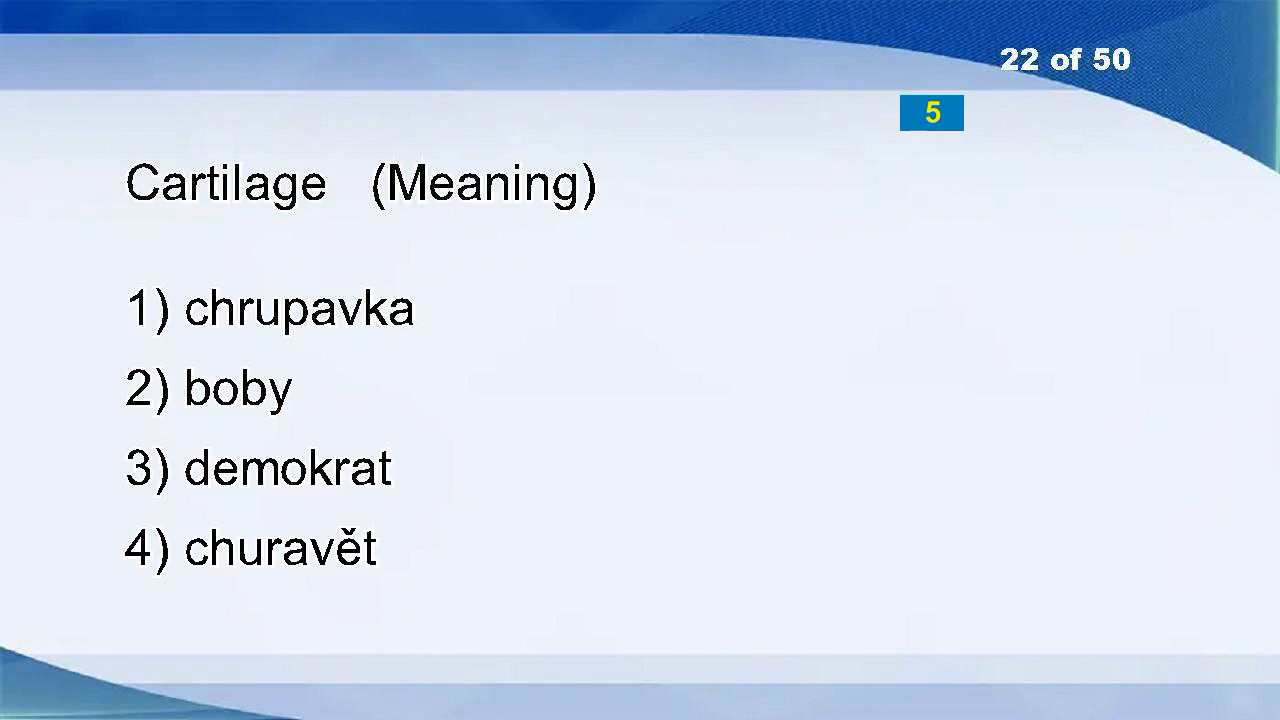 22 of 50
5
Cartilage (Meaning)
1) chrupavka
2) boby
3) demokrat
4) churavět